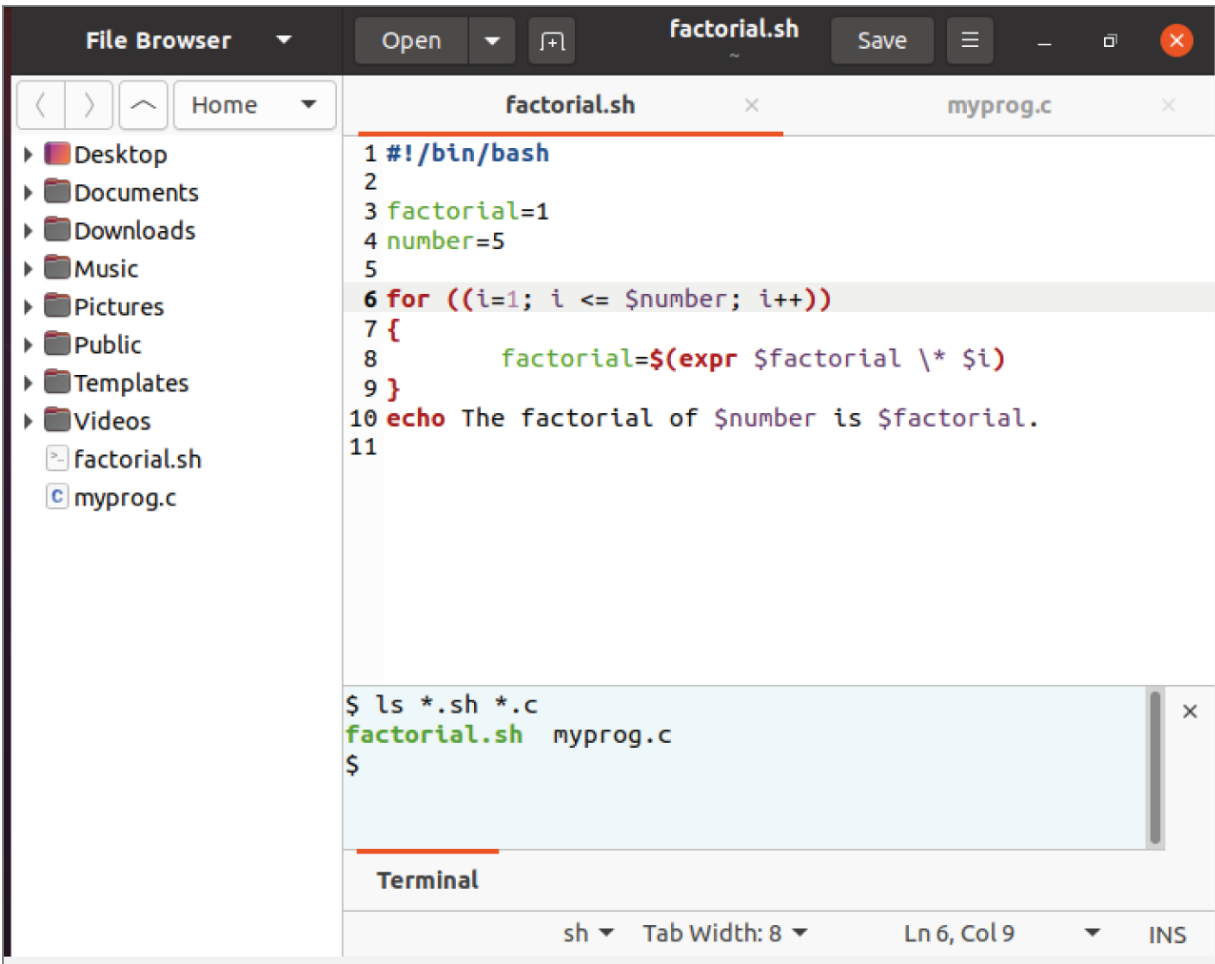 File Browser Open factorial.sh Save
~
Home
Desktop
Documents
Downloads
Music
Pictures
Public
Templates
Videos
factorial.sh
myprog.c
factorial.sh myprog.c
1 #!/bin/bash
2
3 factorial=1
4 number=5
5
6 for ((i=1; i <= $number; i++))
7 {
8         factorial=$(expr $factorial \* $i)
9 }
10 echo The factorial of $number is $factorial.
11
$ ls *.sh *.c
factorial.sh  myprog.c
$
Terminal
sh Tab Width: 8 Ln 6, Col 9 INS